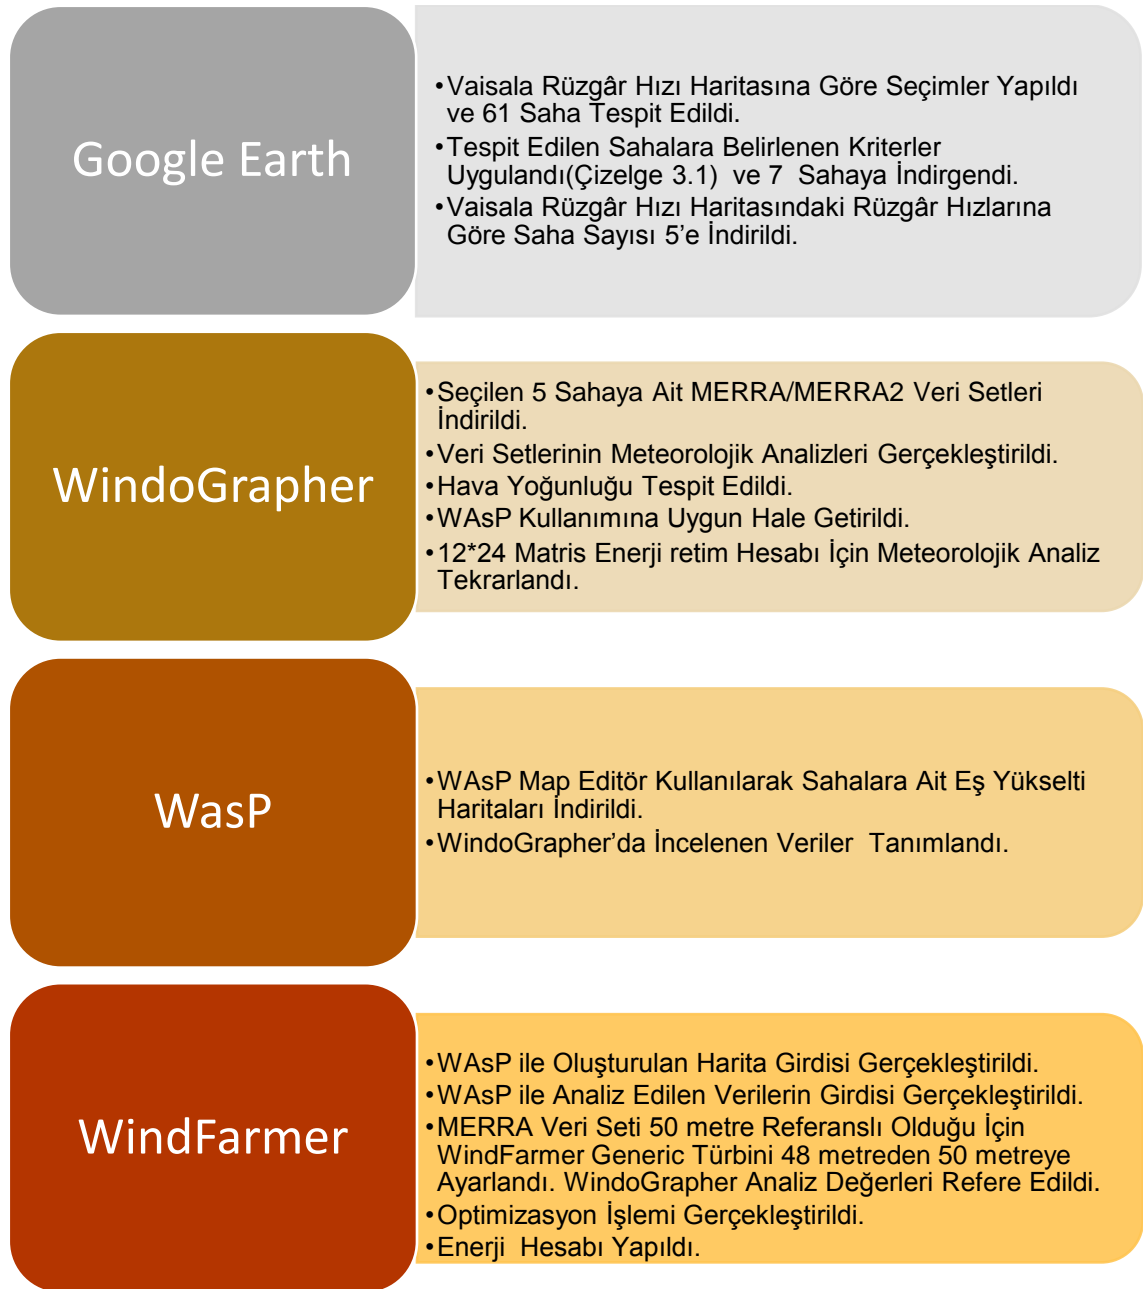 Google Earth
•Vaisala Rüzgâr Hızı Haritasına Göre Seçimler Yapıldı
ve 61 Saha Tespit Edildi.
•Tespit Edilen Sahalara Belirlenen Kriterler
Uygulandı(Çizelge 3.1) ve 7 Sahaya İndirgendi.
•Vaisala Rüzgâr Hızı Haritasındaki Rüzgâr Hızlarına
Göre Saha Sayısı 5'e İndirildi.
WindoGrapher
•Seçilen 5 Sahaya Ait MERRA/MERRA2 Veri Setleri
İndirildi.
•Veri Setlerinin Meteorolojik Analizleri Gerçekleştirildi.
•Hava Yoğunluğu Tespit Edildi.
•WAsP Kullanımına Uygun Hale Getirildi.
•12*24 Matris Enerji retim Hesabı İçin Meteorolojik Analiz
Tekrarlandı.
WasP
•WAsP Map Editör Kullanılarak Sahalara Ait Eş Yükselti
Haritaları İndirildi.
•WindoGrapher'da İncelenen Veriler Tanımlandı.
WindFarmer
•WAsP ile Oluşturulan Harita Girdisi Gerçekleştirildi.
•WAsP ile Analiz Edilen Verilerin Girdisi Gerçekleştirildi.
•MERRA Veri Seti 50 metre Referanslı Olduğu İçin
WindFarmer Generic Türbini 48 metreden 50 metreye
Ayarlandı. WindoGrapher Analiz Değerleri Refere Edildi.
•Optimizasyon İşlemi Gerçekleştirildi.
•Enerji Hesabı Yapıldı.